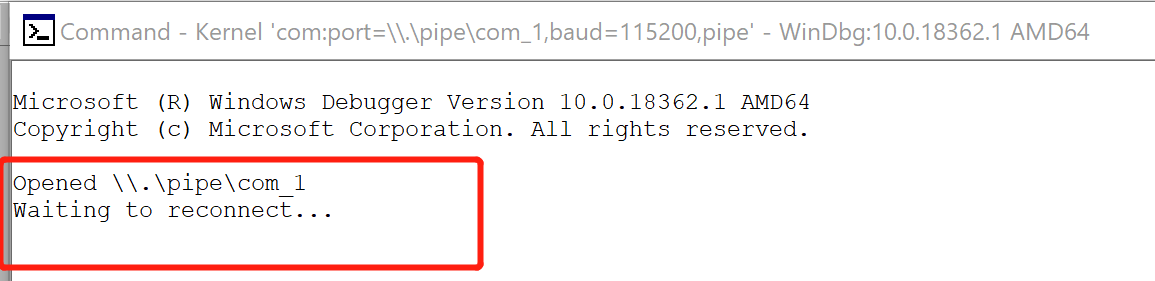 Command - Kernel 'com:port=\\.\pipe\com_1,baud=115200,pipe' - WinDbg:10.0.18362.1 AMD64
Microsoft (R) Windows Debugger Version 10.0.18362.1 AMD64
Copyright (c) Microsoft Corporation. All rights reserved.
Opened \\.\pipe\com_1
Waiting to reconnect...